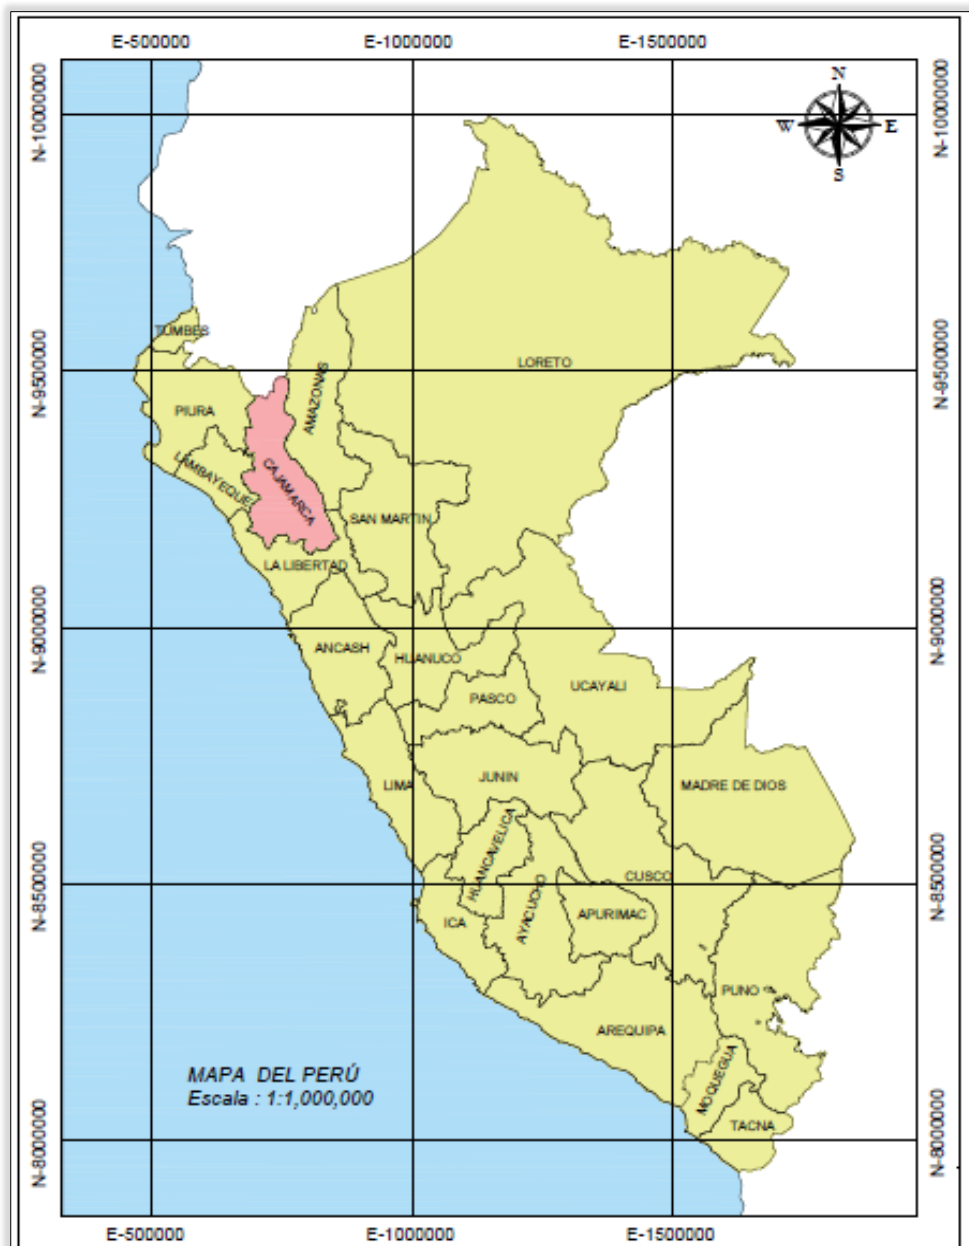 E-500000 E-1000000 E-1500000
N-10000000 N-10000000
N
W E
S
TUMBES
LORETO
N-9500000 N-9500000
AMAZONAS
PIURA
LAMBAYEQUE
CAJAMARCA
SAN MARTIN
LA LIBERTAD
N-9000000 N-9000000
ANCASH
HUANUCO
UCAYALI
PASCO
JUNIN
LIMA
MADRE DE DIOS
HUANCAVELICA
CUSCO
N-8500000 N-8500000
AYACUCHO
APURIMAC
ICA
PUNO
AREQUIPA
MOQUEGUA
MAPA DEL PERÚ
Escala : 1:1,000,000
TACNA
N-8000000 N-8000000
E-500000 E-1000000 E-1500000